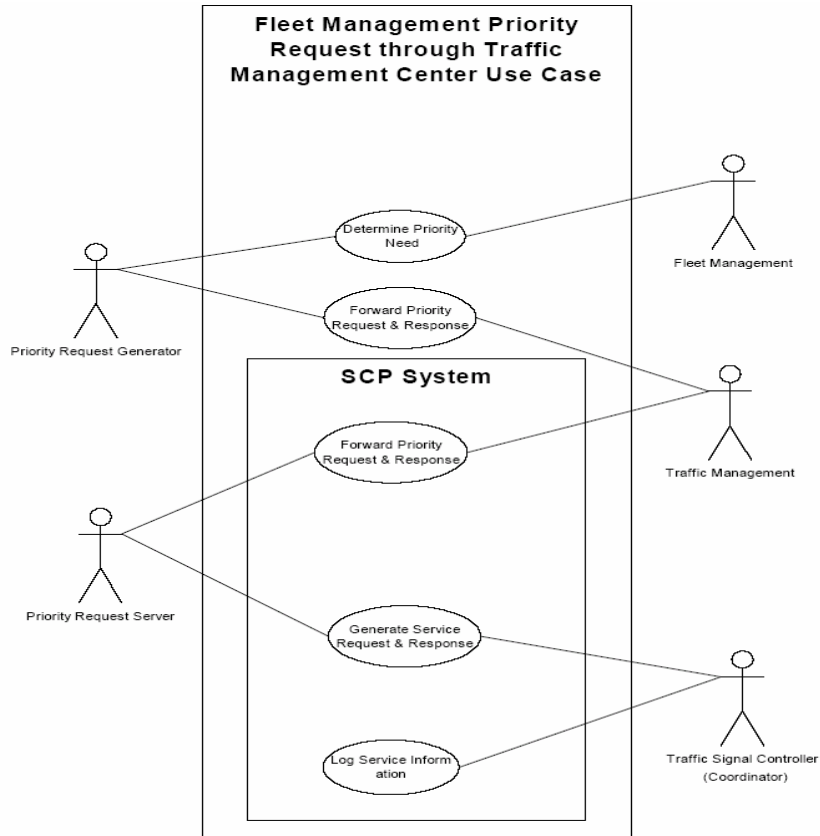 Fleet Management Priority
Request through Traffic
Management Center Use Case
Determine Priority
Need
Fleet Management
Forward Priority
Request & Response
Priority Request Generator
SCP System
Forward Priority
Request & Response
Traffic Management
Priority Request Server
Generate Service
Request & Response
Log Service Inform
ation
Traffic Signal Controller
(Coordinator)